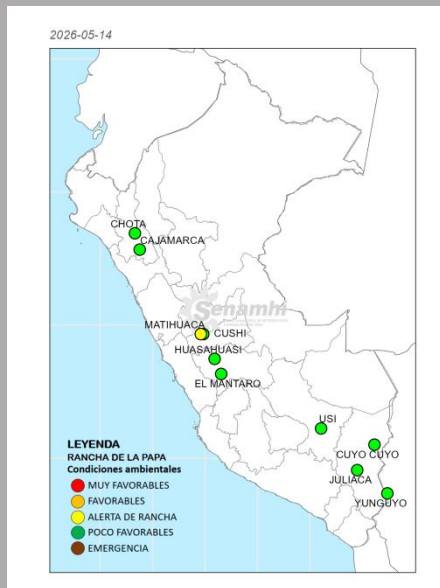 2026-05-14
CHOTA
CAJAMARCA
Senamhi
MATIHUACA
CUSHI
HUASAHUASI
EL MANTARO
USI
CUYO CUYO
JULIACA
YUNGUYO
LEYENDA
RANCHA DE LA PAPA
Condiciones ambientales
MUY FAVORABLES
FAVORABLES
ALERTA DE RANCHA
POCO FAVORABLES
EMERGENCIA